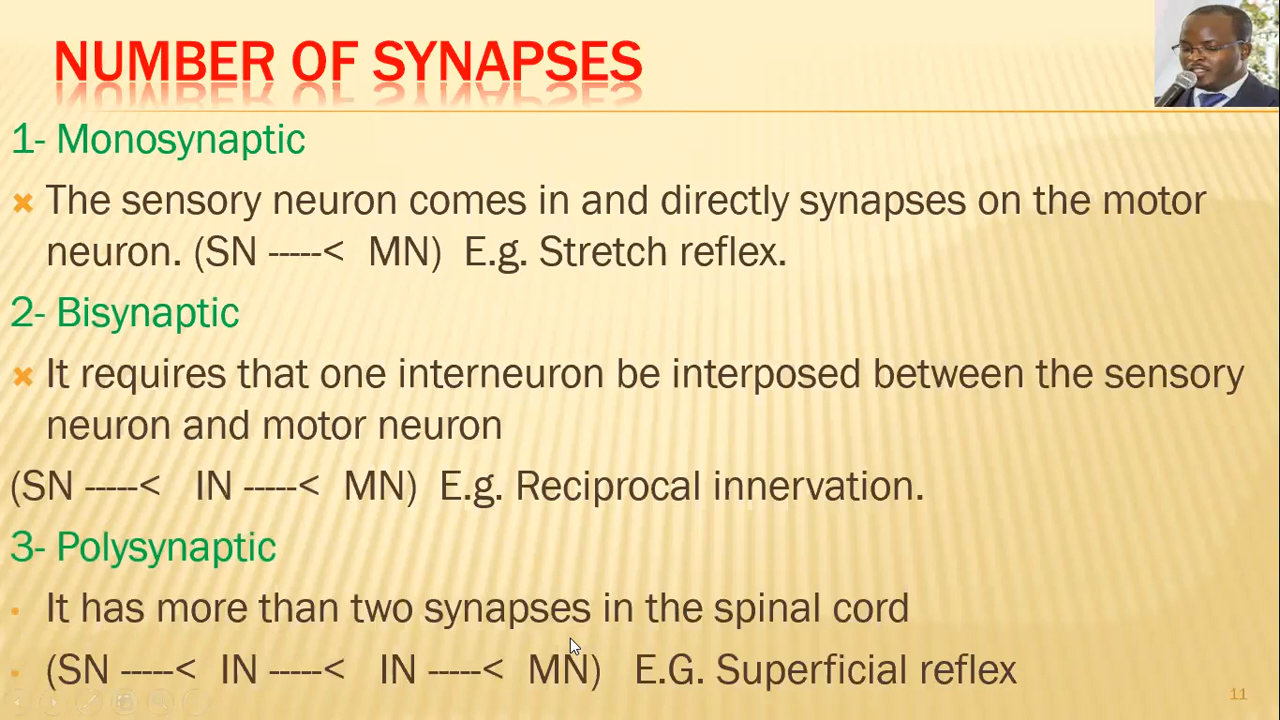 NUMBER OF SYNAPSES
1- Monosynaptic
The sensory neuron comes in and directly synapses on the motor
neuron. (SN -----< MN) E.g. Stretch reflex.
2- Bisynaptic
It requires that one interneuron be interposed between the sensory
neuron and motor neuron
(SN -----< IN -----< MN) E.g. Reciprocal innervation.
3- Polysynaptic
It has more than two synapses in the spinal cord
(SN -----< IN -----< IN -----< MN) E.G. Superficial reflex
11